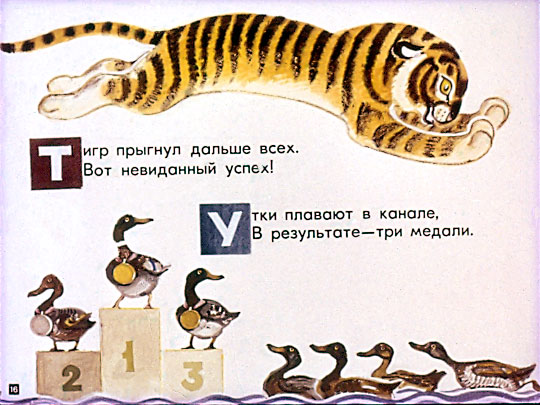 Тигр прыгнул дальше всех.
Вот невиданный успех!
Утки плавают в канале,
В результате—три медали.
2 1 3
16